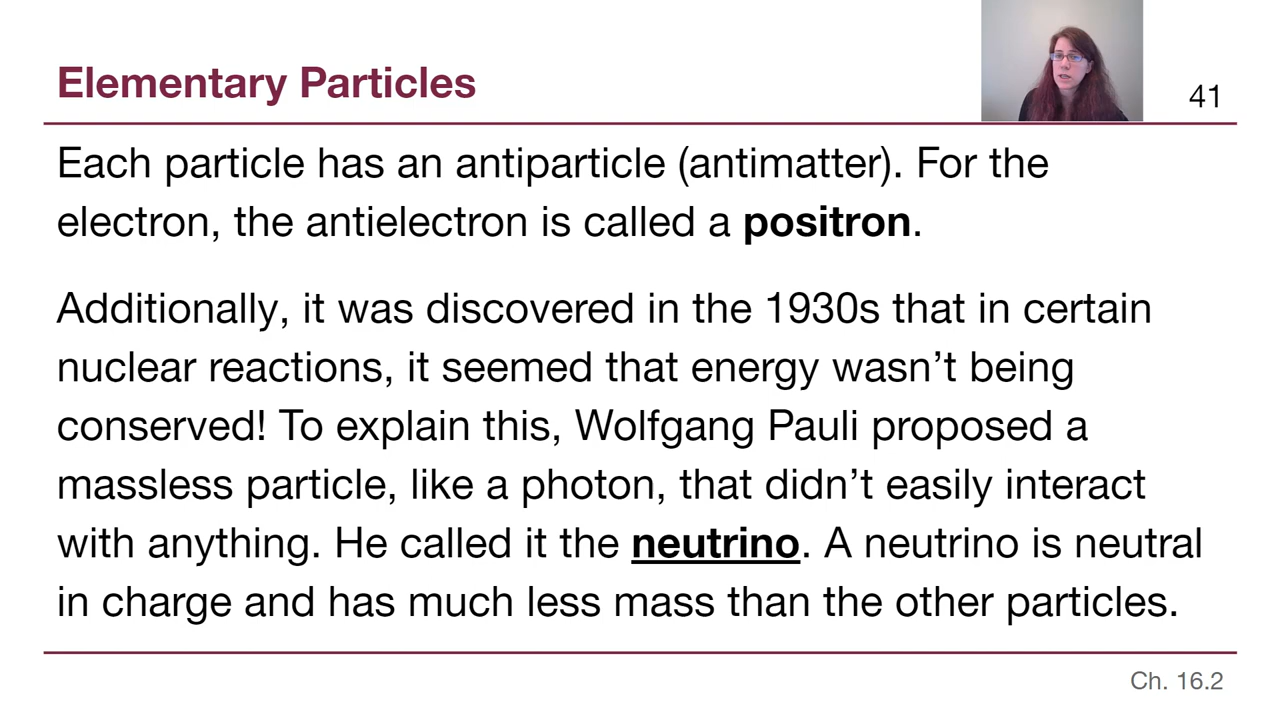 Elementary Particles
41
Each particle has an antiparticle (antimatter). For the
electron, the antielectron is called a positron.
Additionally, it was discovered in the 1930s that in certain
nuclear reactions, it seemed that energy wasn’t being
conserved! To explain this, Wolfgang Pauli proposed a
massless particle, like a photon, that didn’t easily interact
with anything. He called it the neutrino. A neutrino is neutral
in charge and has much less mass than the other particles.
Ch. 16.2